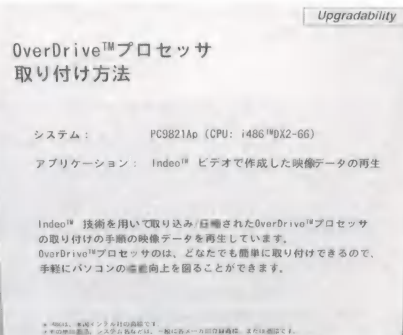 Upgradability
OverDrive™プロセッサ
取り付け方法
システム： PC9821Ap (CPU: i486™DX2-66)
アプリケーション： Indeo™ ビデオで作成した映像データの再生
Indeo™ 技術を用いて取り込み/圧縮されたOverDrive™プロセッサ
の取り付けの手順の映像データを再生しています。
OverDrive™プロセッサのは、どなたでも簡単に取り付けできるので、
手軽にパソコンの性能向上を図ることができます。